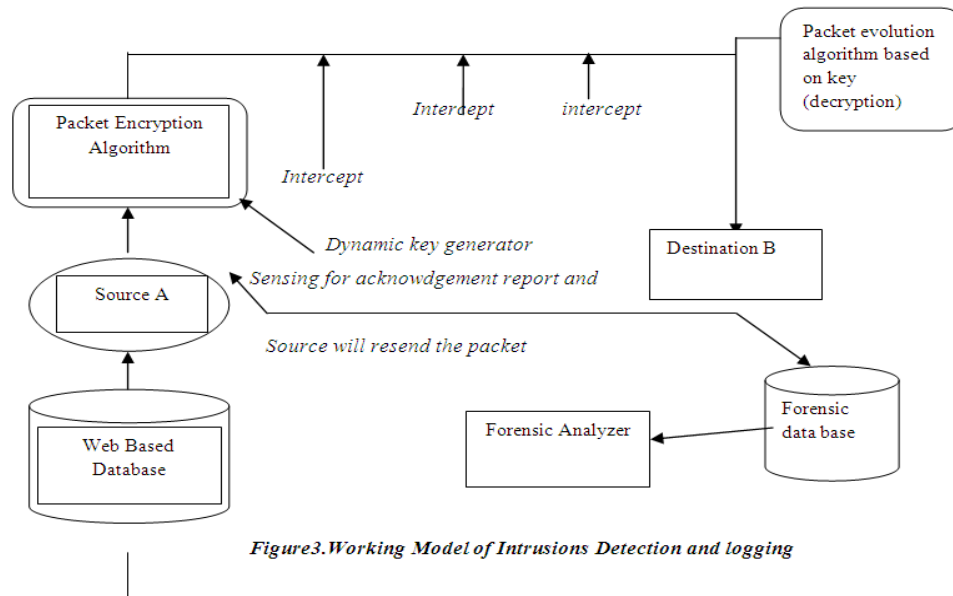 Packet evolution
algorithm based
on key
(decryption)
Intercept
intercept
Packet Encryption
Algorithm
Intercept
Dynamic key generator
Destination B
Sensing for acknowdgement report and
Source A
Source will resend the packet
Forensic
data base
Forensic Analyzer
Web Based
Database
Figure3.Working Model of Intrusions Detection and logging